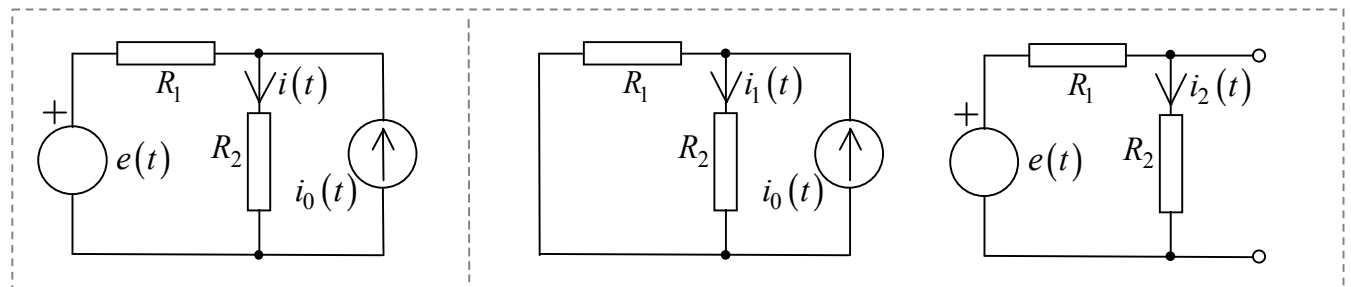 R₁
i(t)
+
e(t)
R₂
i₀(t)
R₁
i₁(t)
R₂
i₀(t)
R₁
i₂(t)
+
e(t)
R₂